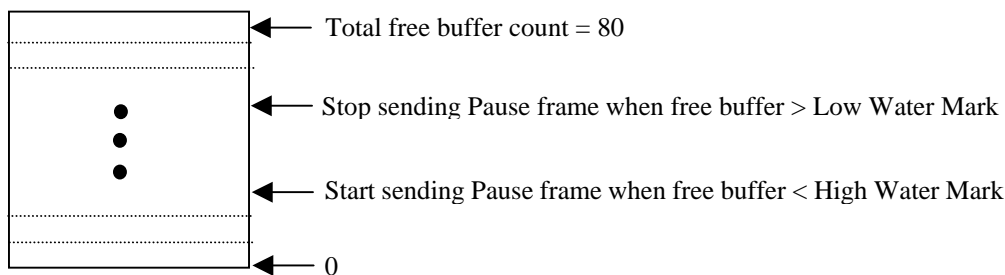 Total free buffer count = 80
Stop sending Pause frame when free buffer > Low Water Mark
Start sending Pause frame when free buffer < High Water Mark
0